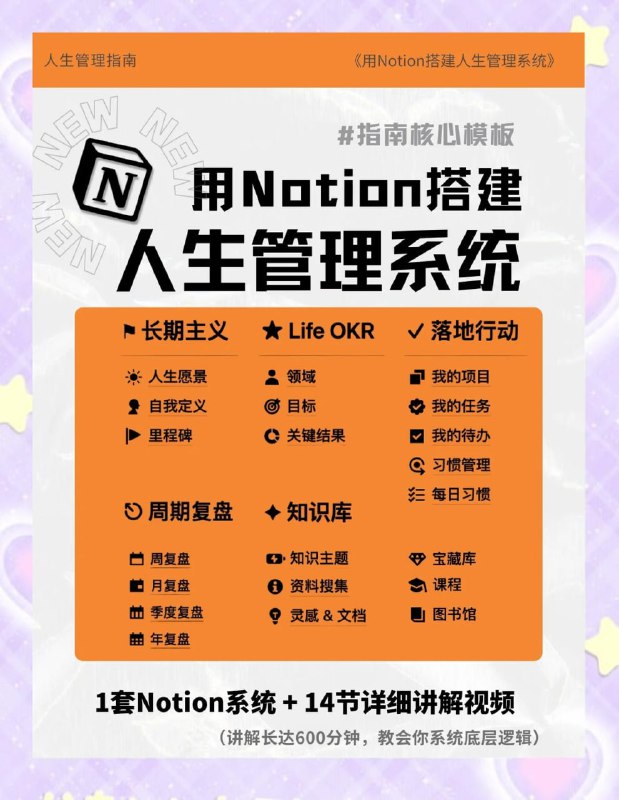 人生管理指南
《用Notion搭建人生管理系统》
NEW NEW NEW NEW
#指南核心模板
N
用Notion搭建
人生管理系统
长期主义
人生愿景
自我定义
里程碑
Life OKR
领域
目标
关键结果
落地行动
我的项目
我的任务
我的待办
习惯管理
每日习惯
周期复盘
周复盘
月复盘
季度复盘
年复盘
知识库
知识主题
资料搜集
灵感 & 文档
宝藏库
课程
图书馆
1套Notion系统 + 14节详细讲解视频
（讲解长达600分钟，教会你系统底层逻辑）